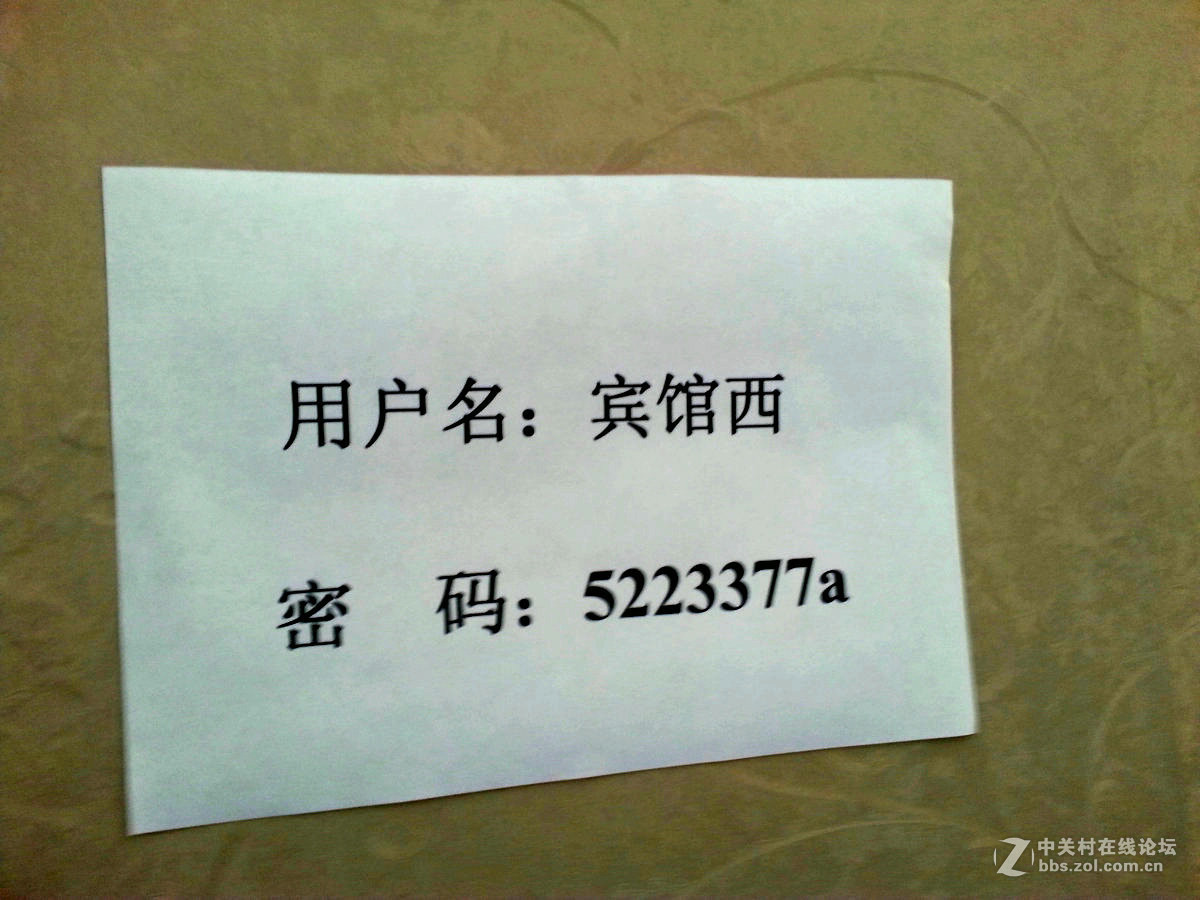 用户名：宾馆西
密 码：5223377a
Z 中关村在线论坛
bbs.zol.com.cn